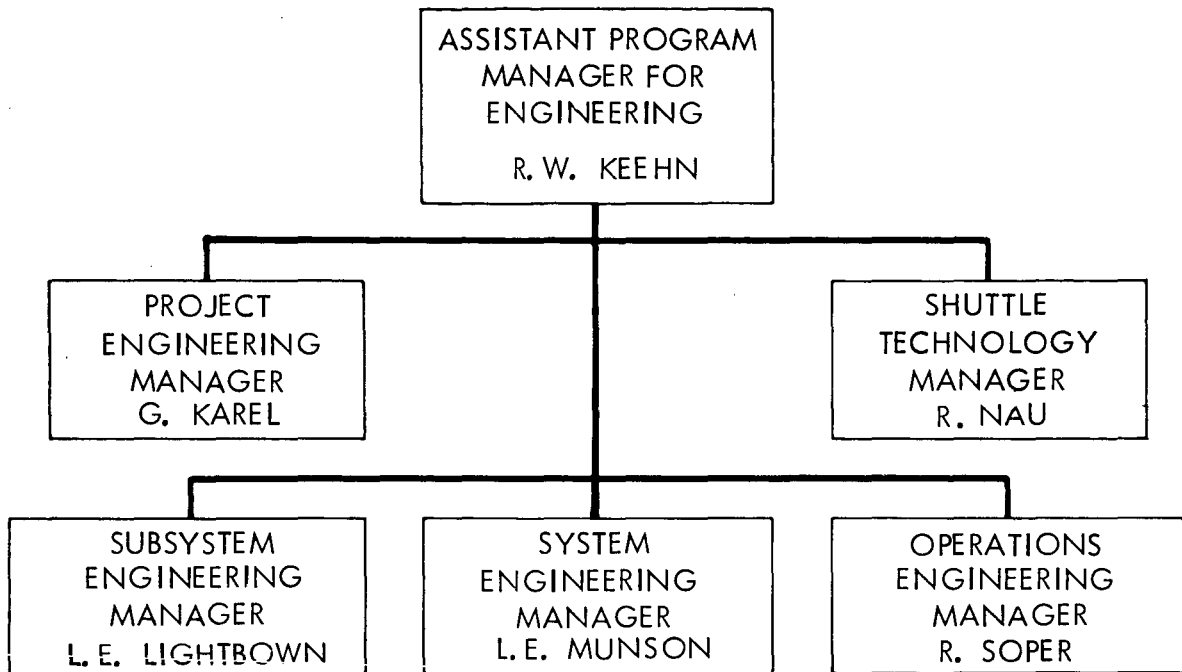 ASSISTANT PROGRAM
MANAGER FOR
ENGINEERING
R. W. KEEHN
PROJECT
ENGINEERING
MANAGER
G. KAREL
SHUTTLE
TECHNOLOGY
MANAGER
R. NAU
SUBSYSTEM
ENGINEERING
MANAGER
L. E. LIGHTBOWN
SYSTEM
ENGINEERING
MANAGER
L. E. MUNSON
OPERATIONS
ENGINEERING
MANAGER
R. SOPER